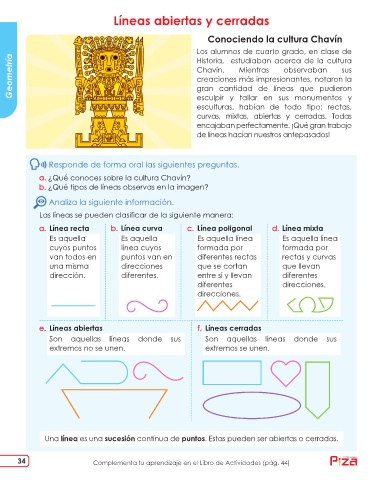 Líneas abiertas y cerradas
Geometría
Conociendo la cultura Chavín
Los alumnos de cuarto grado, en clase de
Historia, estudiaban acerca de la cultura
Chavín. Mientras observaban sus
creaciones más impresionantes, notaron la
gran cantidad de líneas que pudieron
esculpir y tallar en sus monumentos y
esculturas, habían de todo tipo: rectas,
curvas, mixtas, abiertas y cerradas. Todas
encajaban perfectamente. ¡Qué gran trabajo
de líneas hacían nuestros antepasados!
Responde de forma oral las siguientes preguntas.
a. ¿Qué conoces sobre la cultura Chavín?
b. ¿Qué tipos de líneas observas en la imagen?
Analiza la siguiente información.
Las líneas se pueden clasificar de la siguiente manera:
a. Línea recta
Es aquella
cuyos puntos
van todos en
una misma
dirección.
b. Línea curva
Es aquella
línea cuyos
puntos van en
direcciones
diferentes.
c. Línea poligonal
Es aquella línea
formada por
diferentes rectas
que se cortan
entre sí y llevan
diferentes
direcciones.
d. Línea mixta
Es aquella línea
formada por
rectas y curvas
que llevan
diferentes
direcciones.
e. Líneas abiertas
Son aquellas líneas donde sus
extremos no se unen.
f. Líneas cerradas
Son aquellas líneas donde sus
extremos se unen.
Una línea es una sucesión continua de puntos. Estas pueden ser abiertas o cerradas.
34
Complementa tu aprendizaje en el Libro de Actividades (pág. 44)